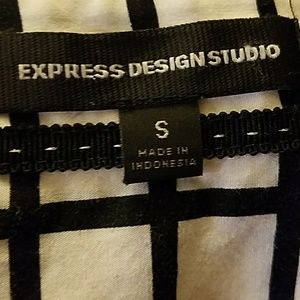 EXPRESS DESIGN STUDIO
S
MADE IN
INDONESIA